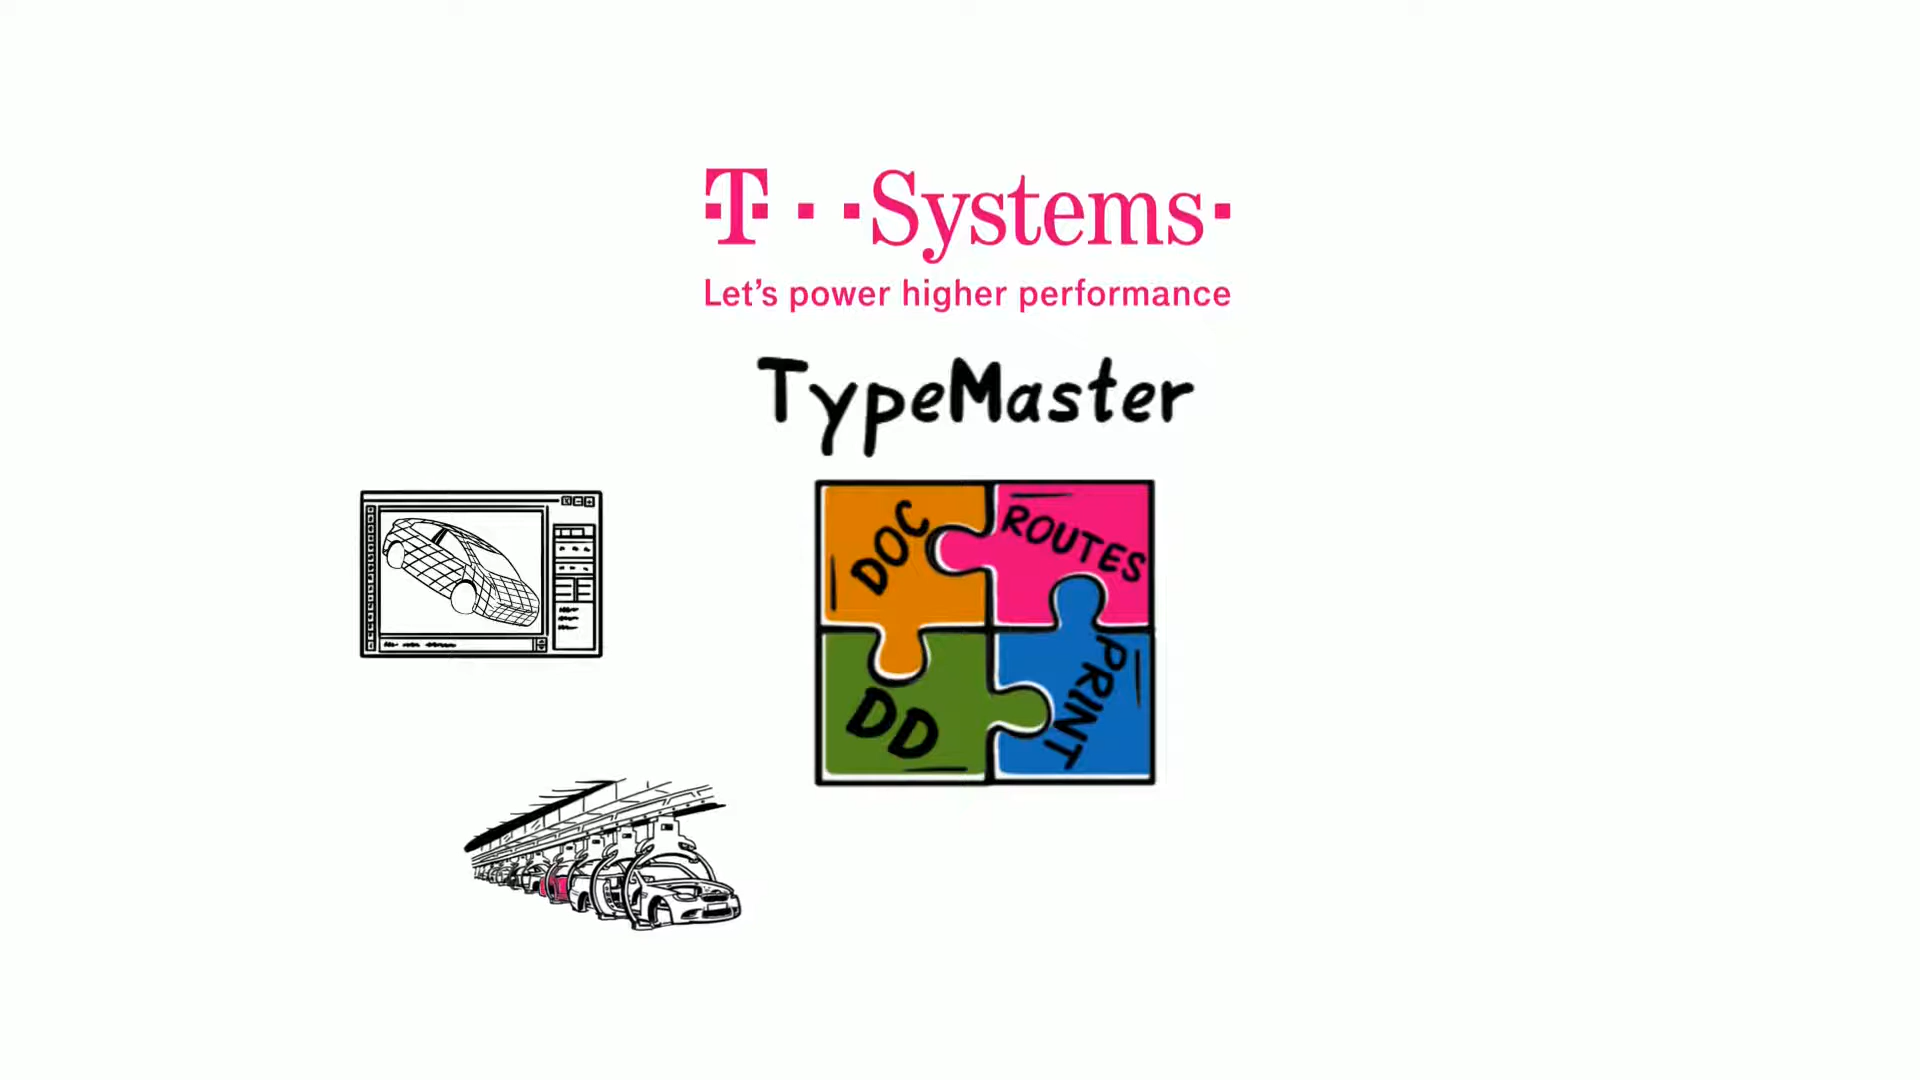 T · · Systems ·
Let's power higher performance
TypeMaster
DOC
ROUTES
DD
PRINT